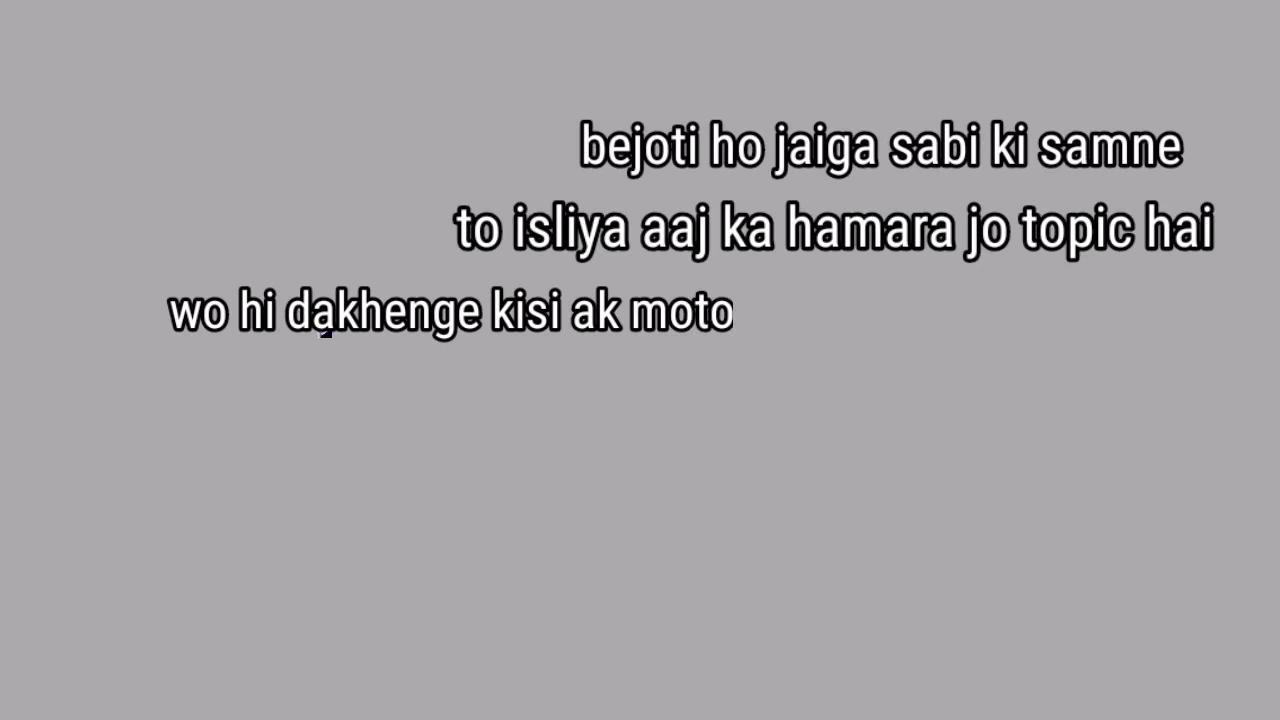 bejoti ho jaiga sabi ki samne
to isliya aaj ka hamara jo topic hai
wo hi dakhenge kisi ak moto